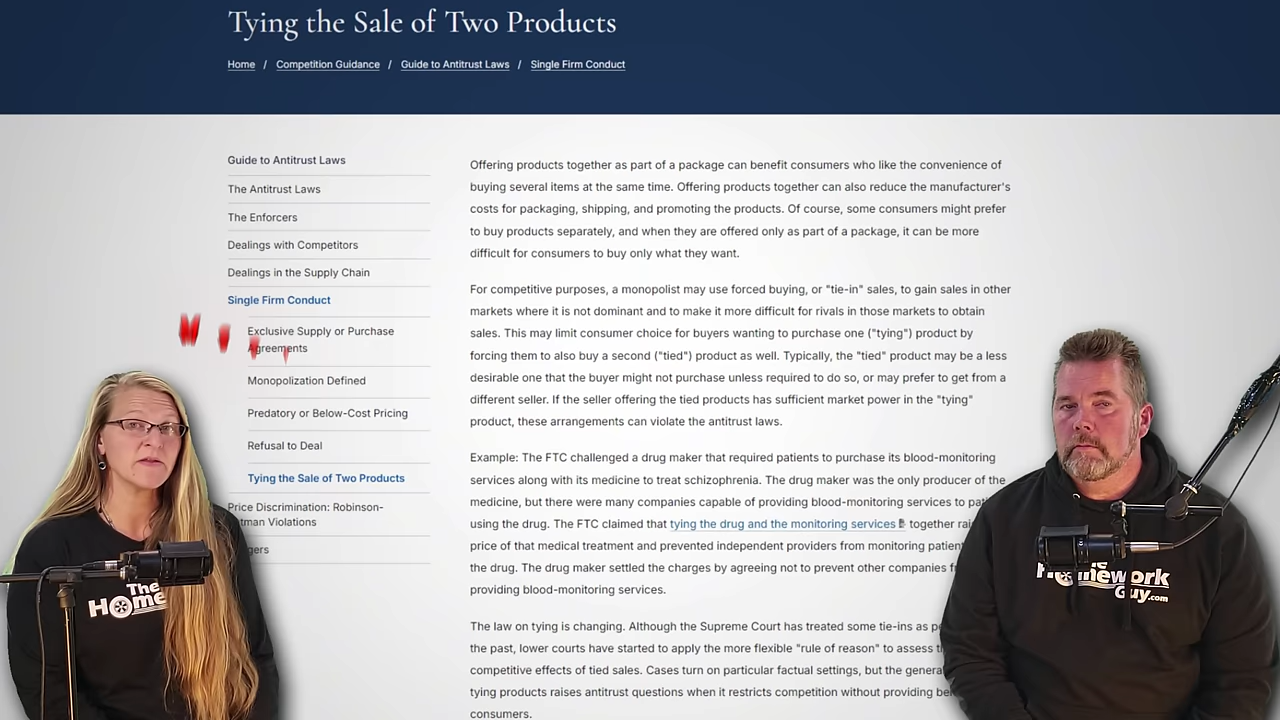 Tying the Sale of Two Products
Home / Competition Guidance / Guide to Antitrust Laws / Single Firm Conduct
Guide to Antitrust Laws
The Antitrust Laws
The Enforcers
Dealings with Competitors
Dealings in the Supply Chain
Single Firm Conduct
Exclusive Supply or Purchase
Agreements
Monopolization Defined
Predatory or Below-Cost Pricing
Refusal to Deal
Tying the Sale of Two Products
Price Discrimination: Robinson-
Offering products together as part of a package can benefit consumers who like the convenience of
buying several items at the same time. Offering products together can also reduce the manufacturer's
costs for packaging, shipping, and promoting the products. Of course, some consumers might prefer
to buy products separately, and when they are offered only as part of a package, it can be more
difficult for consumers to buy only what they want.
For competitive purposes, a monopolist may use forced buying, or "tie-in" sales, to gain sales in other
markets where it is not dominant and to make it more difficult for rivals in those markets to obtain
sales. This may limit consumer choice for buyers wanting to purchase one ("tying") product by
forcing them to also buy a second ("tied") product as well. Typically, the "tied" product may be a less
desirable one that the buyer might not purchase unless required to do so, or may prefer to get from a
different seller. If the seller offering the tied products has sufficient market power in the "tying"
product, these arrangements can violate the antitrust laws.
Example: The FTC challenged a drug maker that required patients to purchase its blood-monitoring
services along with its medicine to treat schizophrenia. The drug maker was the only producer of the
medicine, but there were many companies capable of providing blood-monitoring services to
using the drug. The FTC claimed that tying the drug and the monitoring services together
price of that medical treatment and prevented independent providers from monitoring
the drug. The drug maker settled the charges by agreeing not to prevent other companies
providing blood-monitoring services.
The law on tying is changing. Although the Supreme Court has treated some tie-ins as
the past, lower courts have started to apply the more flexible "rule of reason" to assess
competitive effects of tied sales. Cases turn on particular factual settings, but the
tying products raises antitrust questions when it restricts competition without providing
consumers.
Violations
The
Home
Homework
Guy.com